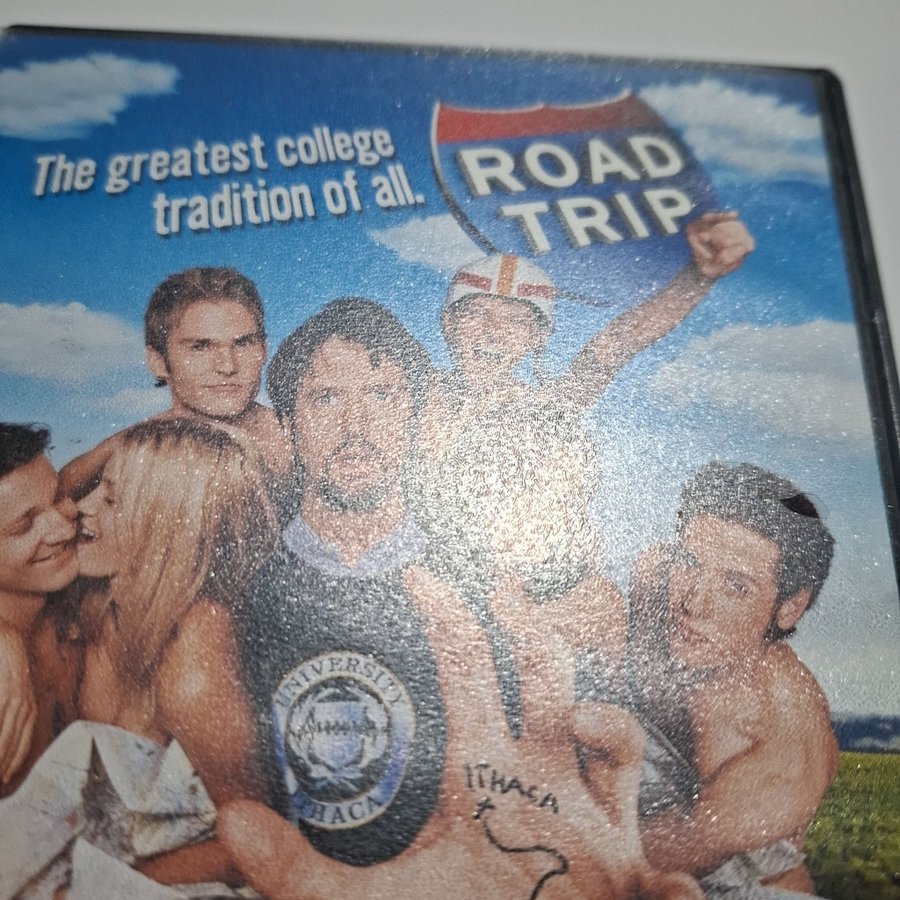 The greatest college
tradition of all.
ROAD
TRIP
UNIVERSITY
ITHACA
ITHACA